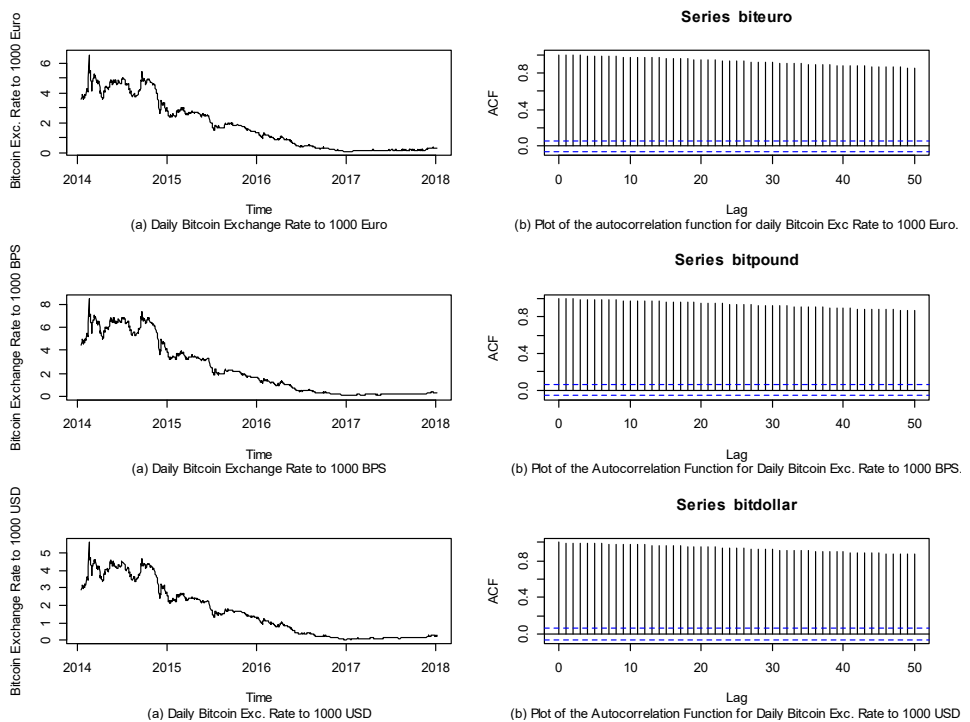 Bitcoin Exc. Rate to 1000 Euro
6
4
2
0
2014 2015 2016 2017 2018
Time
(a) Daily Bitcoin Exchange Rate to 1000 Euro
Series biteuro
ACF
0.8
0.4
0.0
0 10 20 30 40 50
Lag
(b) Plot of the autocorrelation function for daily Bitcoin Exc Rate to 1000 Euro.
Bitcoin Exchange Rate to 1000 BPS
8
6
4
2
0
2014 2015 2016 2017 2018
Time
(a) Daily Bitcoin Exchange Rate to 1000 BPS
Series bitpound
ACF
0.8
0.4
0.0
0 10 20 30 40 50
Lag
(b) Plot of the Autocorrelation Function for Daily Bitcoin Exc. Rate to 1000 BPS.
Bitcoin Exchange Rate to 1000 USD
5
4
3
2
1
0
2014 2015 2016 2017 2018
Time
(a) Daily Bitcoin Exc. Rate to 1000 USD
Series bitdollar
ACF
0.8
0.4
0.0
0 10 20 30 40 50
Lag
(b) Plot of the Autocorrelation Function for Daily Bitcoin Exc. Rate to 1000 USD